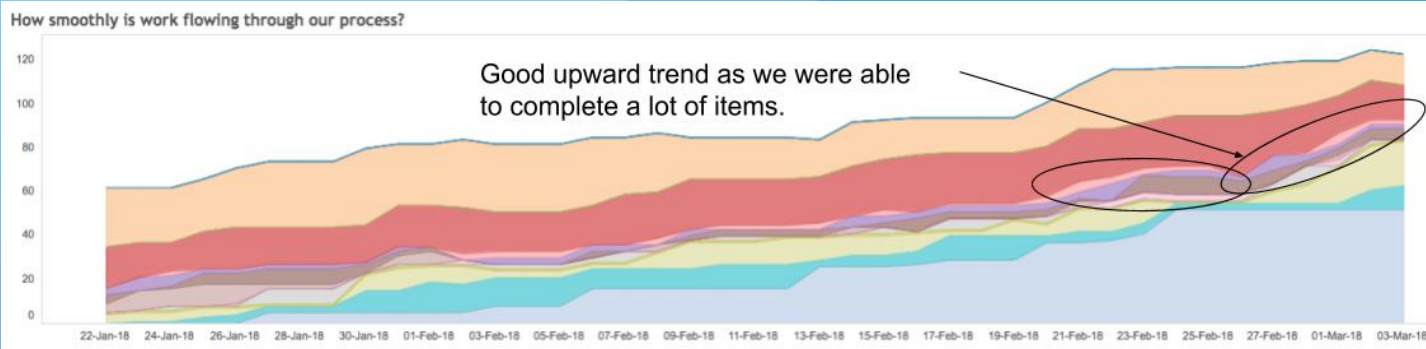 How smoothly is work flowing through our process?
120
100
80
60
40
20
0
Good upward trend as we were able
to complete a lot of items.
22-Jan-18 24-Jan-18 26-Jan-18 28-Jan-18 30-Jan-18 01-Feb-18 03-Feb-18 05-Feb-18 07-Feb-18 09-Feb-18 11-Feb-18 13-Feb-18 15-Feb-18 17-Feb-18 19-Feb-18 21-Feb-18 23-Feb-18 25-Feb-18 27-Feb-18 01-Mar-18 03-Mar-18